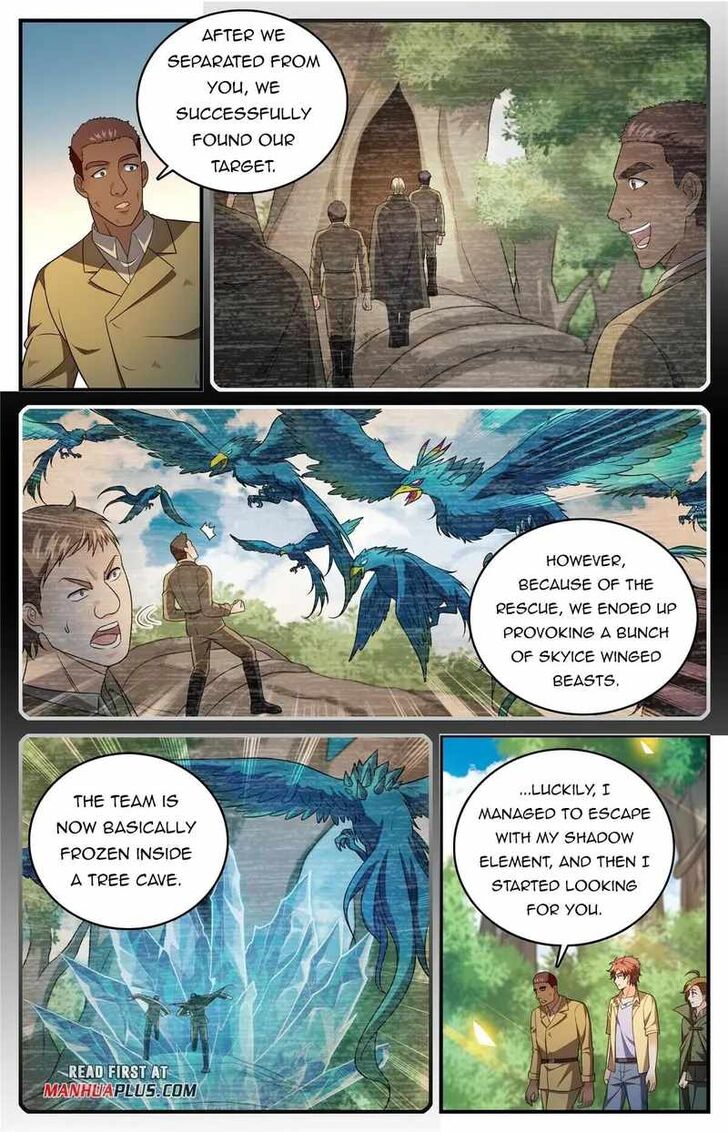 AFTER WE
SEPARATED FROM
YOU, WE
SUCCESSFULLY
FOUND OUR
TARGET.
HOWEVER,
BECAUSE OF THE
RESCUE, WE ENDED UP
PROVOKING A BUNCH
OF SKYICE WINGED
BEASTS.
THE TEAM IS
NOW BASICALLY
FROZEN INSIDE
A TREE CAVE.
...LUCKILY, I
MANAGED TO ESCAPE
WITH MY SHADOW
ELEMENT, AND THEN I
STARTED LOOKING
FOR YOU.
READ FIRST AT
MANHUAPLUS.COM